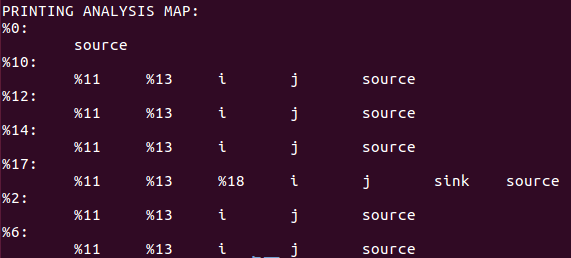 PRINTING ANALYSIS MAP:
%0:
source
%10:
%11 %13 i j source
%12:
%11 %13 i j source
%14:
%11 %13 i j source
%17:
%11 %13 %18 i j sink source
%2:
%11 %13 i j source
%6:
%11 %13 i j source